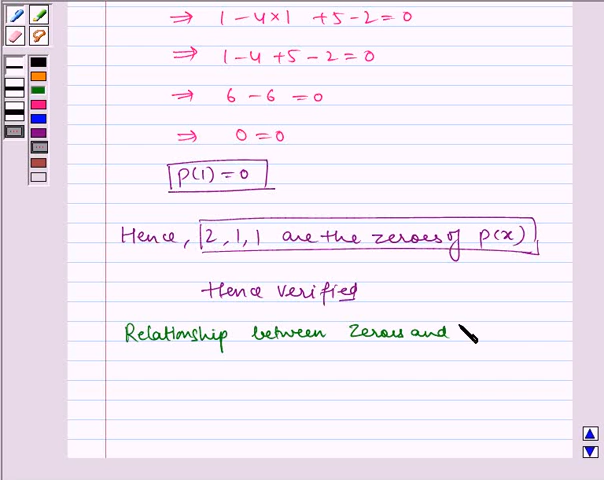 ⇒ 1 - 4×1 + 5 - 2 = 0
⇒ 1 - 4 + 5 - 2 = 0
⇒ 6 - 6 = 0
⇒ 0 = 0
P(1) = 0
Hence, 2, 1, 1 are the zeroes of p(x)
Hence verified
Relationship between Zeroes and